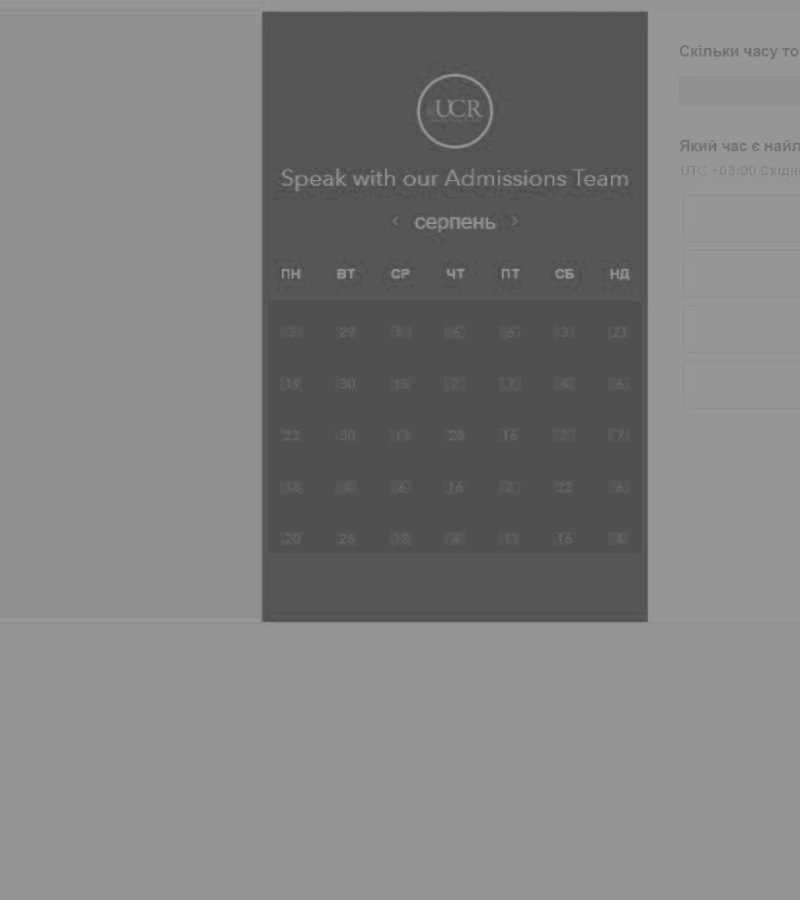 UCR
Speak with our Admissions Team
< серпень >
ПН ВТ СР ЧТ ПТ СБ НД
3 29 5 6 6 3 21
19 30 15 2 7 4 6
23 30 13 28 16 2 7
18 4 6 16 2 23 6
20 26 18 4 13 16 4
Скільки часу то
Який час є найл
UTC +03:00 Східн